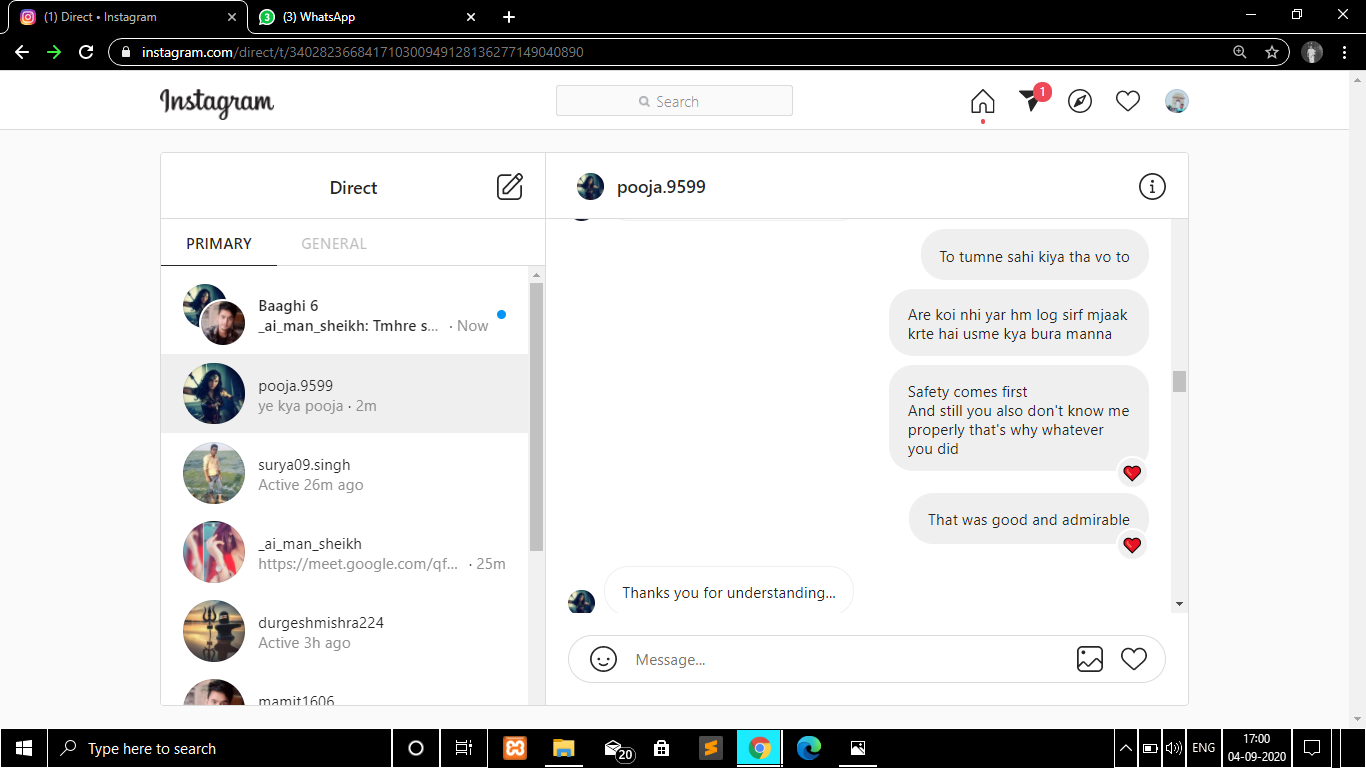 (1) Direct • Instagram
(3) WhatsApp
instagram.com/direct/t/340282366841710300949128136277149040890
Instagram
Search
1
Direct
pooja.9599
PRIMARY
GENERAL
Baaghi 6
_ai_man_sheikh: Tmhre s... · Now
pooja.9599
ye kya pooja · 2m
surya09.singh
Active 26m ago
_ai_man_sheikh
https://meet.google.com/qf... · 25m
durgeshmishra224
Active 3h ago
mamit1606
To tumne sahi kiya tha vo to
Are koi nhi yar hm log sirf mjaak
krte hai usme kya bura manna
Safety comes first
And still you also don't know me
properly that's why whatever
you did
That was good and admirable
Thanks you for understanding...
Message...
Type here to search
20
ENG
17:00
04-09-2020